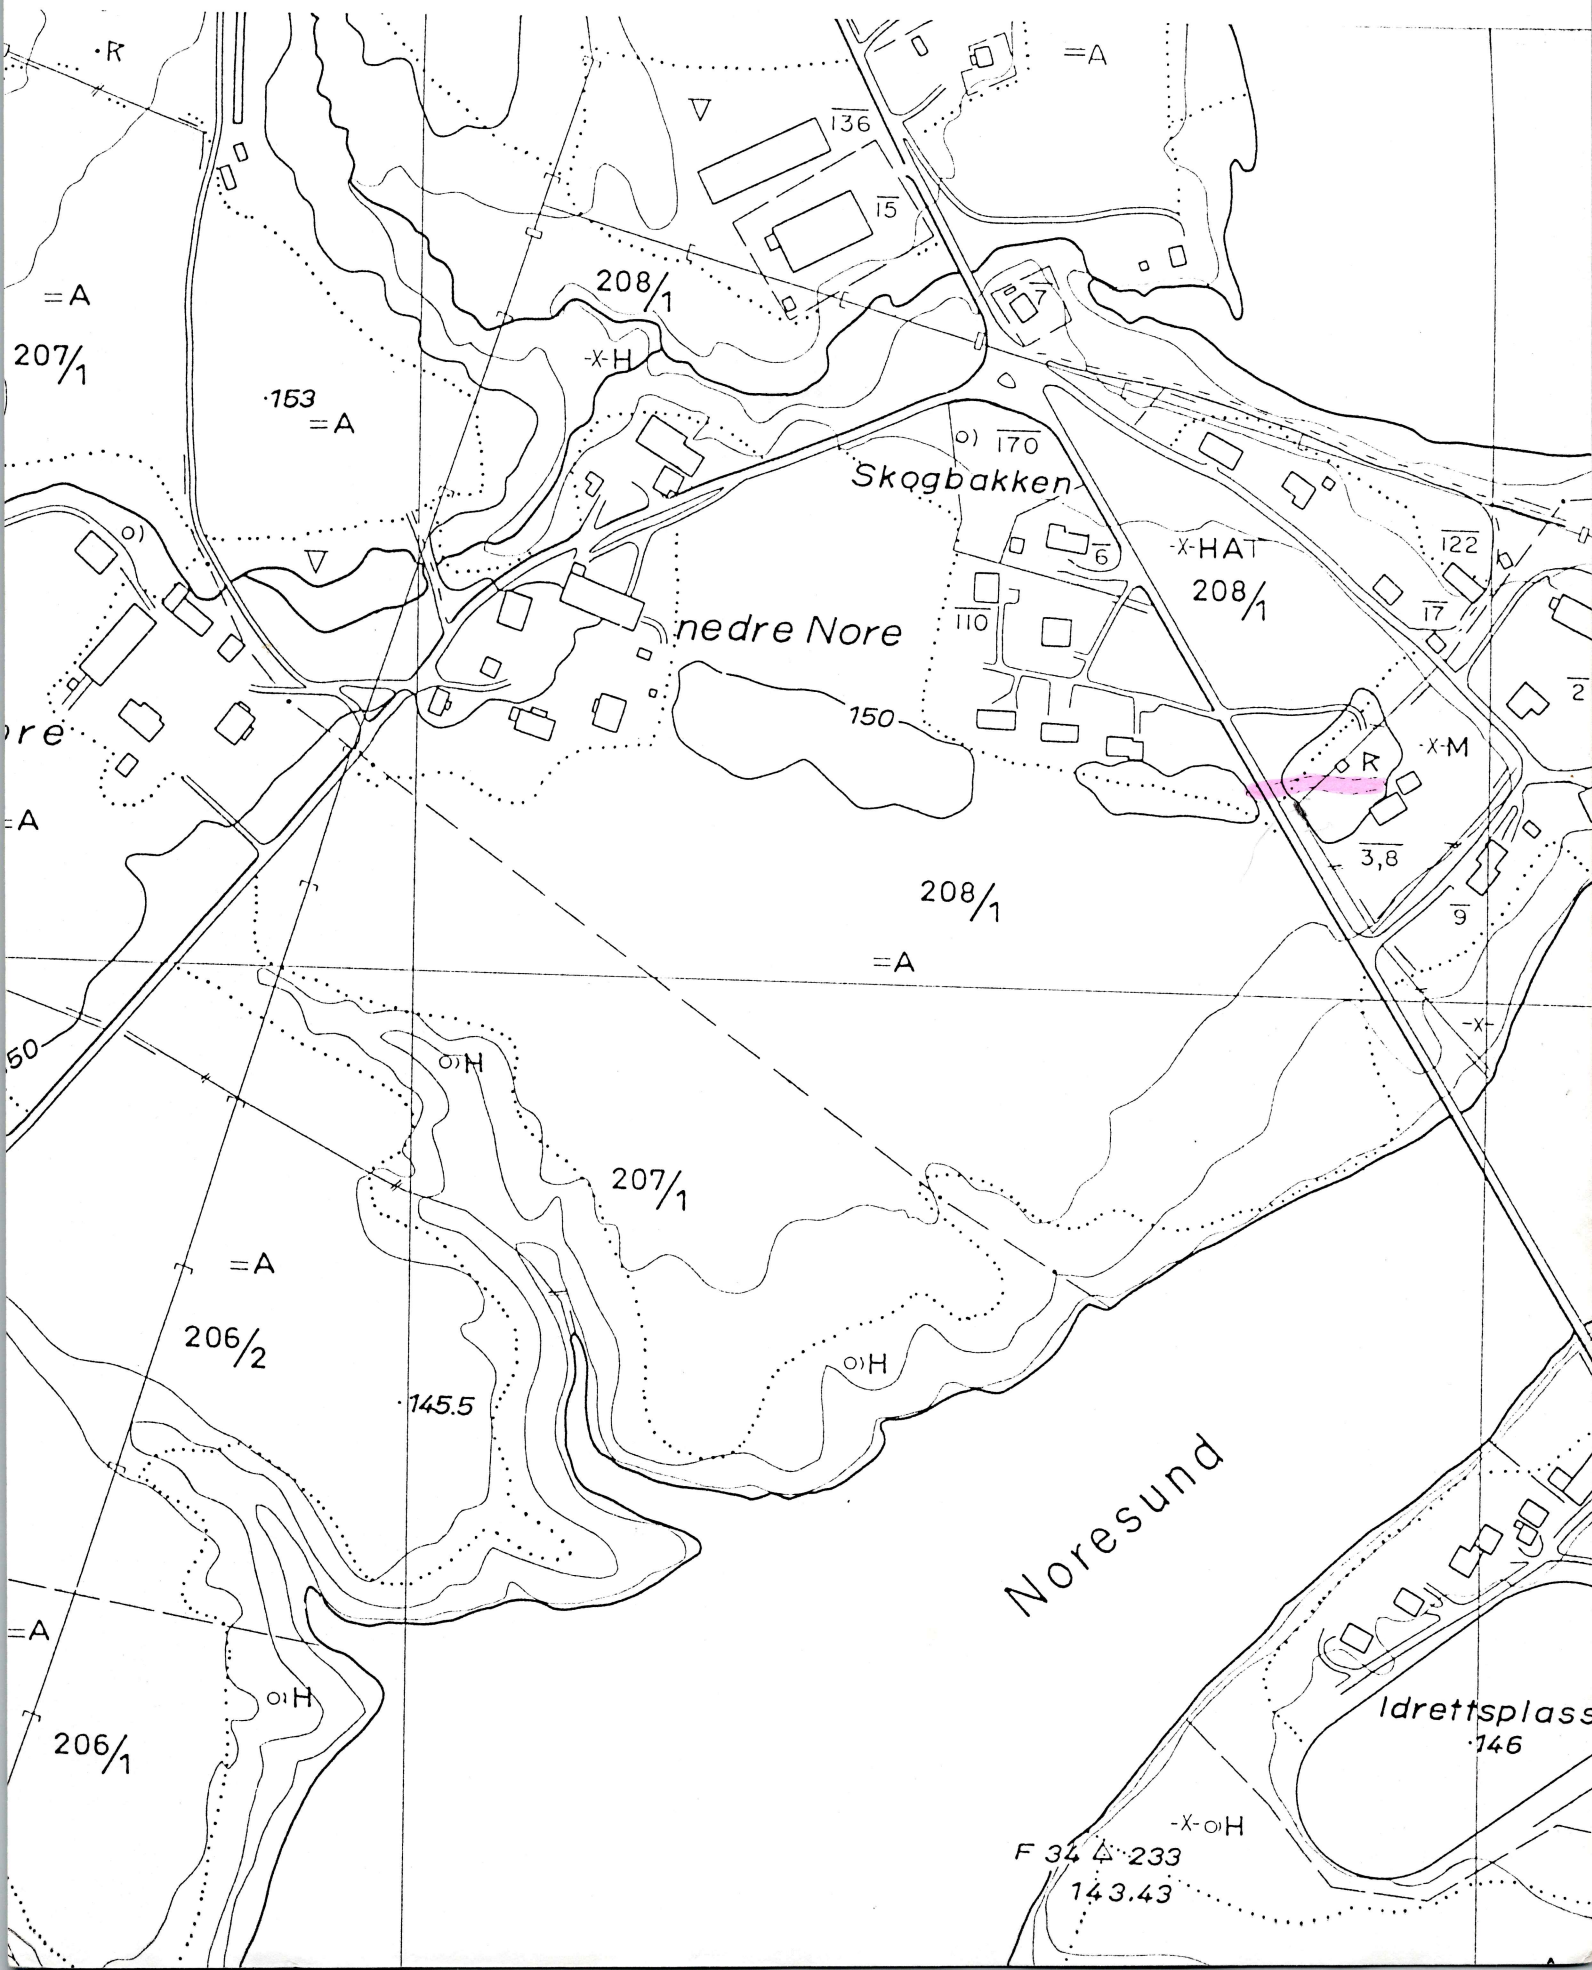 R
=A
136
15
208/1
7
=A
207/1
-X-H
·153
=A
o) 170
Skogbakken
o)
6
-X-HAT
122
208/1
17
110
nedre Nore
2
150
re
-X-M
R
=A
3,8
208/1
9
=A
-X-
50
o)H
207/1
=A
206/2
o)H
·145.5
Noresund
=A
o)H
Idrettsplass
206/1
·146
-X-o)H
F 34 233
143.43